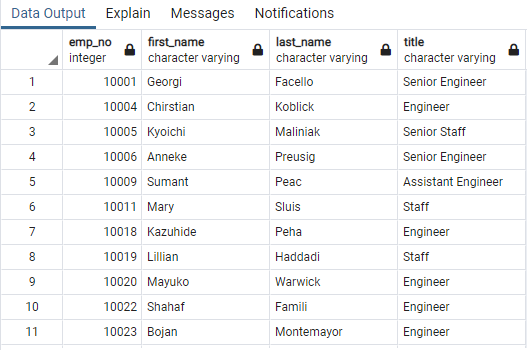 Data Output Explain Messages Notifications
emp_no first_name last_name title
integer character varying character varying character varying
1 10001 Georgi Facello Senior Engineer
2 10004 Chirstian Koblick Engineer
3 10005 Kyoichi Maliniak Senior Staff
4 10006 Anneke Preusig Senior Engineer
5 10009 Sumant Peac Assistant Engineer
6 10011 Mary Sluis Staff
7 10018 Kazuhide Peha Engineer
8 10019 Lillian Haddadi Staff
9 10020 Mayuko Warwick Engineer
10 10022 Shahaf Famili Engineer
11 10023 Bojan Montemayor Engineer